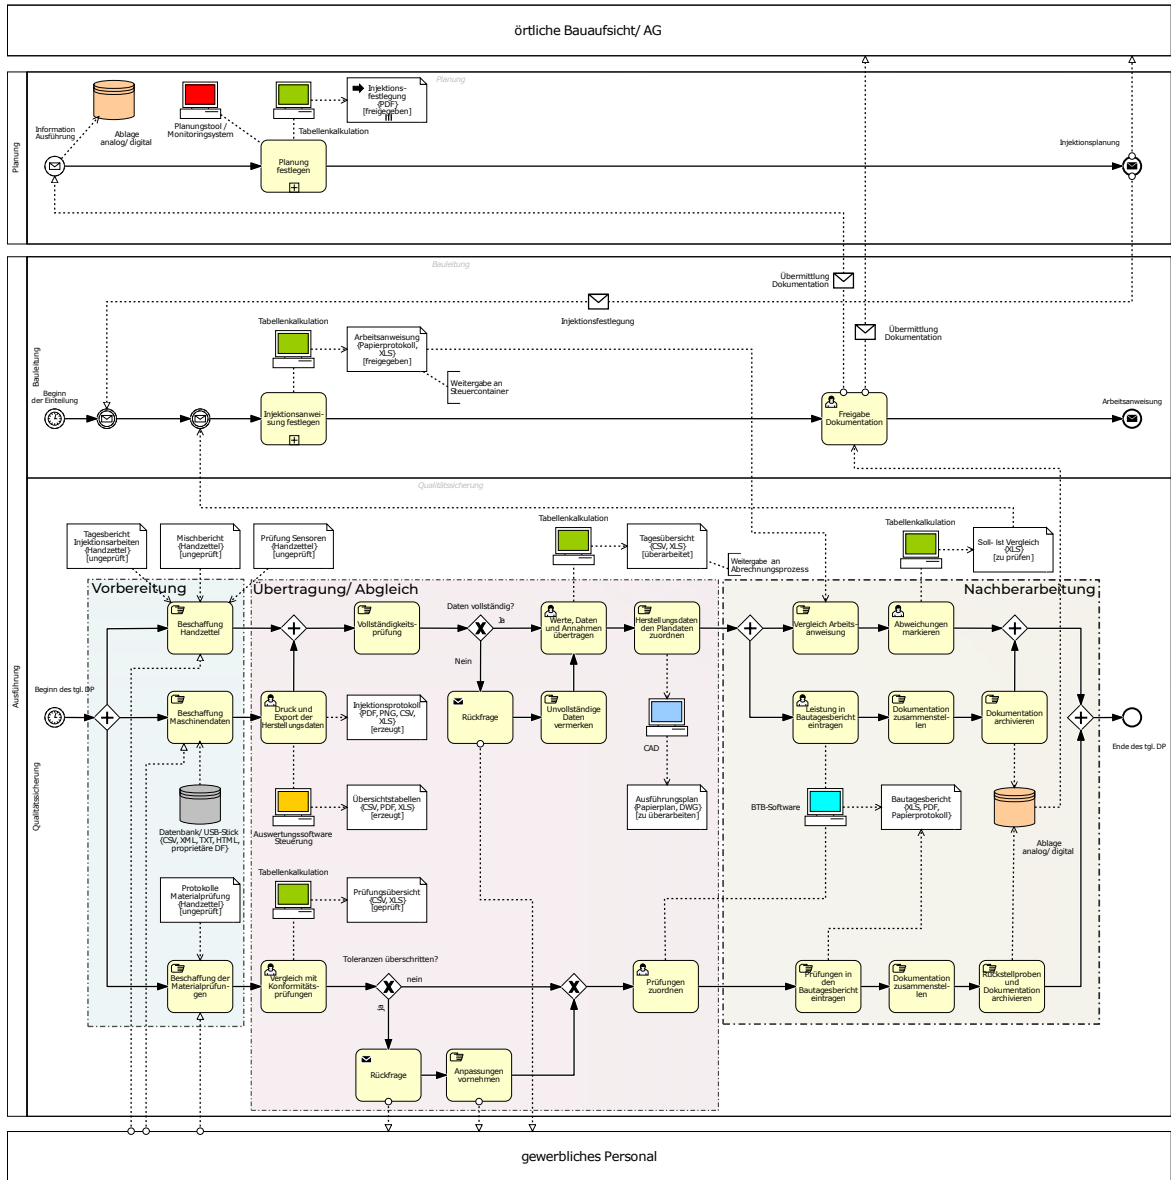 örtliche Bauaufsicht/ AG
Planung
Planung
Information
Ausführung
Ablage
analog/ digital
Planungstool /
Monitoringsystem
Tabellenkalkulation
Injektions-
festlegung
{PDF}
[freigegeben]
Planung
festlegen
Injektionsplanung
Bauleitung
Bauleitung
Übermittlung
Dokumentation
Injektionsfestlegung
Übermittlung
Dokumentation
Tabellenkalkulation
Arbeitsanweisung
{Papierprotokoll,
XLS}
[freigegeben]
Weitergabe an
Steuercontainer
Beginn
der Einteilung
Injektionsanwei-
sung festlegen
Freigabe
Dokumentation
Arbeitsanweisung
Ausführung
Qualitätssicherung
Qualitätssicherung
Tagesbericht
Injektionsarbeiten
{Handzettel}
[ungeprüft]
Mischbericht
{Handzettel}
[ungeprüft]
Prüfung Sensoren
{Handzettel}
[ungeprüft]
Tabellenkalkulation
Tagesübersicht
{CSV, XLS}
[überarbeitet]
Weitergabe an
Abrechnungsprozess
Tabellenkalkulation
Soll- Ist Vergleich
{XLS}
[zu prüfen]
Vorbereitung
Übertragung/ Abgleich
Nachberarbeitung
Beschaffung
Handzettel
Vollständigkeits-
prüfung
Daten vollständig?
Ja
Nein
Werte, Daten
und Annahmen
übertragen
Herstellungsdaten
den Plandaten
zuordnen
Vergleich Arbeits-
anweisung
Abweichungen
markieren
Beginn des tgl. DP
Beschaffung
Maschinendaten
Druck und
Export der
Herstellungsdaten
Injektionsprotokoll
{PDF, PNG, CSV,
XLS}
[erzeugt]
Rückfrage
Unvollständige
Daten
vermerken
CAD
Leistung in
Bautagesbericht
eintragen
Dokumentation
zusammenstellen
Dokumentation
archivieren
Ende des tgl. DP
Datenbank/ USB-Stick
{CSV, XML, TXT, HTML,
proprietäre DF}
Auswertungssoftware
Steuerung
Übersichtstabellen
{CSV, PDF, XLS}
[erzeugt]
Ausführungsplan
{Papierplan, DWG}
[zu überarbeiten]
BTB-Software
Bautagesbericht
{XLS, PDF,
Papierprotokoll}
Ablage
analog/ digital
Protokolle
Materialprüfung
{Handzettel}
[ungeprüft]
Tabellenkalkulation
Prüfungsübersicht
{CSV, XLS}
[geprüft]
Beschaffung der
Materialprüfun-
gen
Vergleich mit
Konformitäts-
prüfungen
Toleranzen überschritten?
nein
ja
Prüfungen
zuordnen
Prüfungen in
den
Bautagesbericht
eintragen
Dokumentation
zusammenstel-
len
Rückstellproben
und
Dokumentation
archivieren
Rückfrage
Anpassungen
vornehmen
gewerbliches Personal